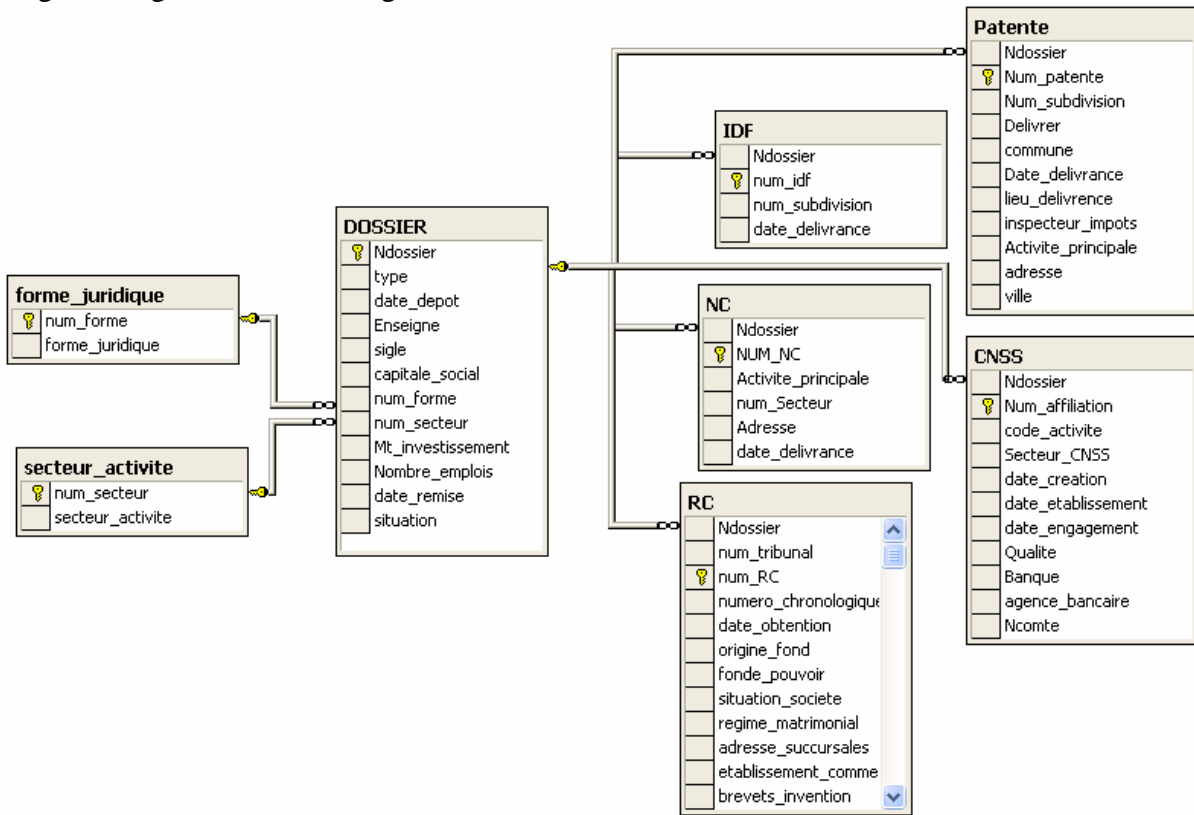 forme_juridique
num_forme
forme_juridique
secteur_activite
num_secteur
secteur_activite
DOSSIER
Ndossier
type
date_depot
Enseigne
sigle
capitale_social
num_forme
num_secteur
Mt_investissement
Nombre_emplois
date_remise
situation
IDF
Ndossier
num_idf
num_subdivision
date_delivrance
NC
Ndossier
NUM_NC
Activite_principale
num_Secteur
Adresse
date_delivrance
RC
Ndossier
num_tribunal
num_RC
numero_chronologique
date_obtention
origine_fond
fonde_pouvoir
situation_societe
regime_matrimonial
adresse_succursales
etablissement_comme
brevets_invention
Patente
Ndossier
Num_patente
Num_subdivision
Delivrer
commune
Date_delivrance
lieu_delivrence
inspecteur_impots
Activite_principale
adresse
ville
CNSS
Ndossier
Num_affiliation
code_activite
Secteur_CNSS
date_creation
date_etablissement
date_engagement
Qualite
Banque
agence_bancaire
Ncomte